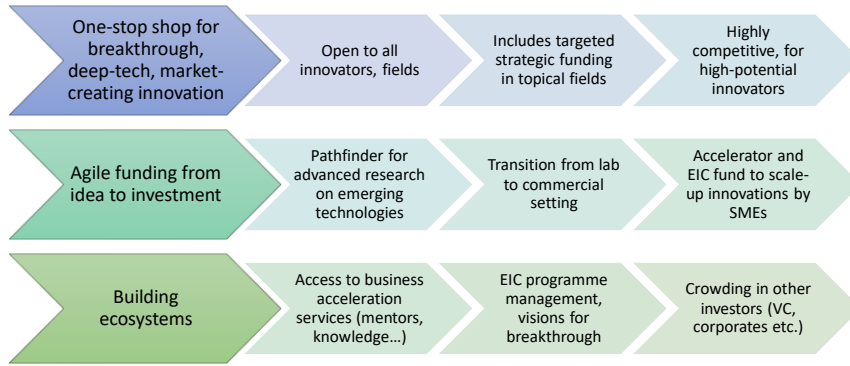 One-stop shop for
breakthrough,
deep-tech, market-
creating innovation
Open to all
innovators, fields
Includes targeted
strategic funding
in topical fields
Highly
competitive, for
high-potential
innovators
Agile funding from
idea to investment
Pathfinder for
advanced research
on emerging
technologies
Transition from lab
to commercial
setting
Accelerator and
EIC fund to scale-
up innovations by
SMEs
Building
ecosystems
Access to business
acceleration
services (mentors,
knowledge…)
EIC programme
management,
visions for
breakthrough
Crowding in other
investors (VC,
corporates etc.)